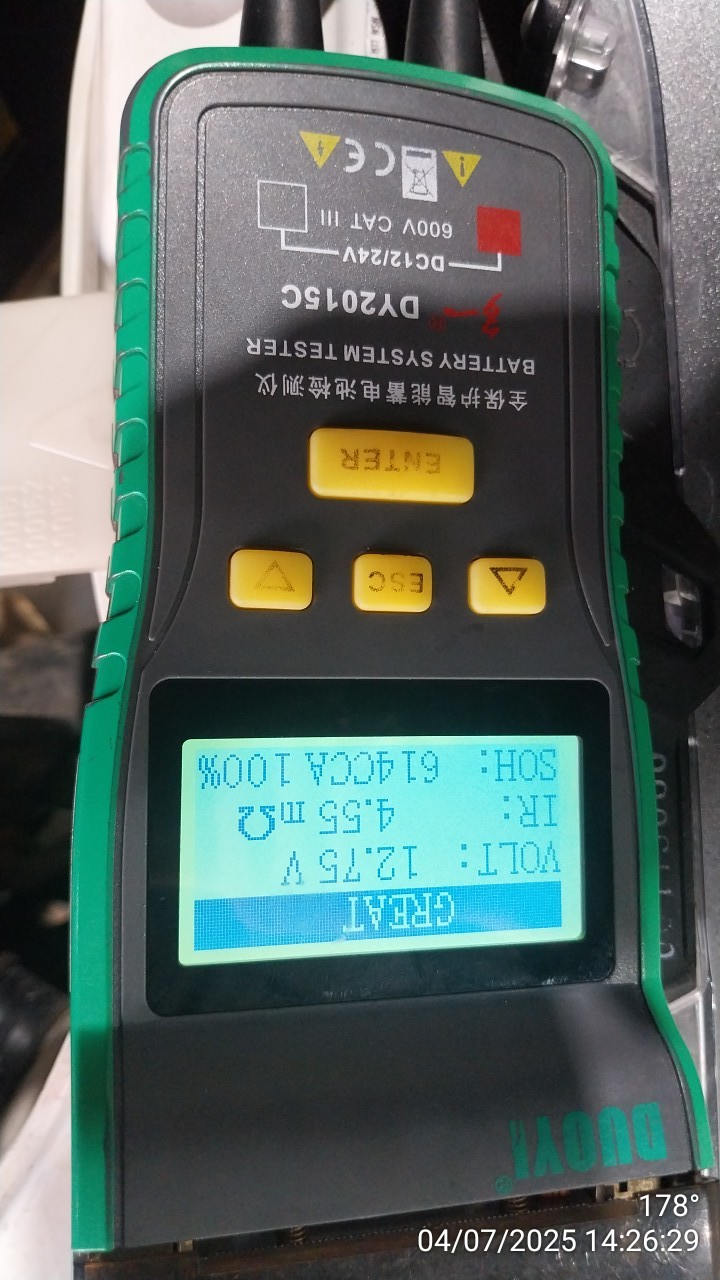 DUOYI
GREAT
VOLT: 12.75 V
IR: 4.55 mΩ
SOH: 614CCA 100%
ESC
ENTER
全保护智能蓄电池检测仪
BATTERY SYSTEM TESTER
DY2015C
DC12/24V
600V CAT III
CE
178°
04/07/2025 14:26:29